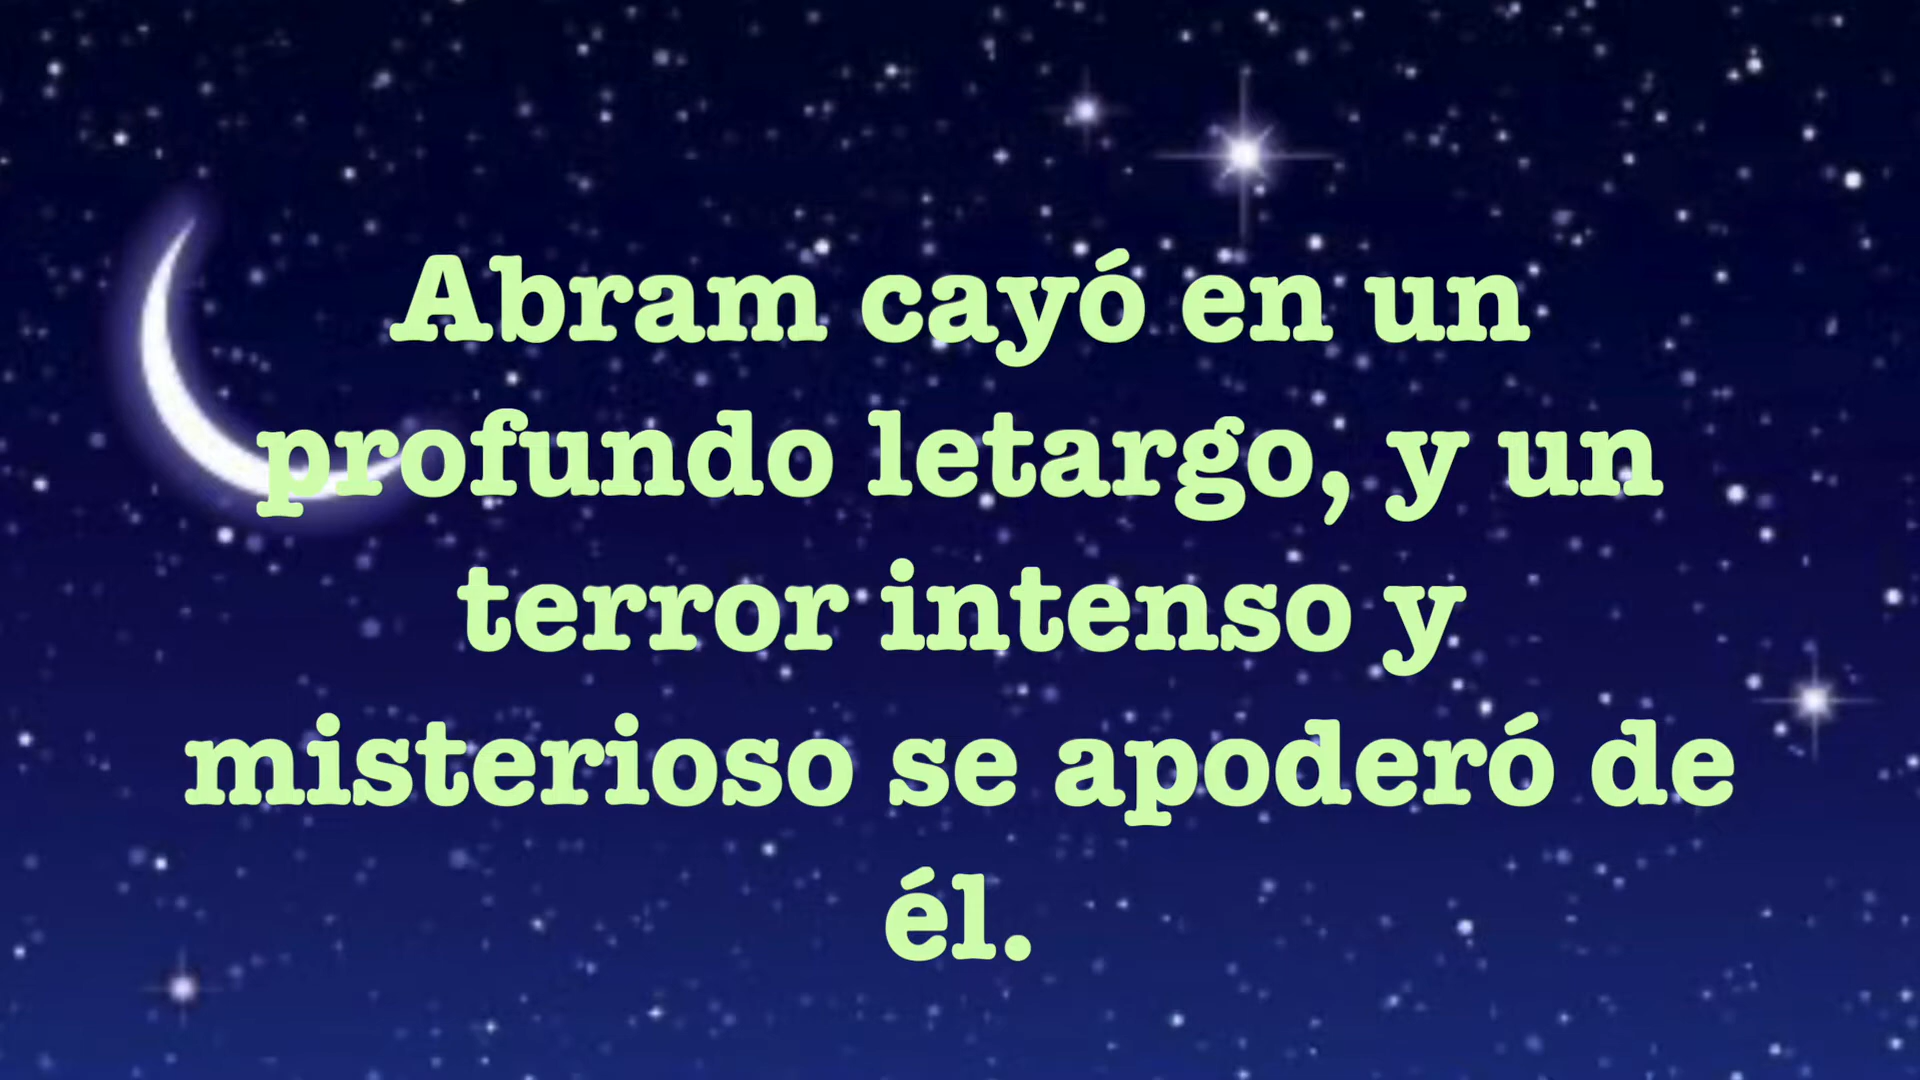 Abram cayó en un
profundo letargo, y un
terror intenso y
misterioso se apoderó de
él.